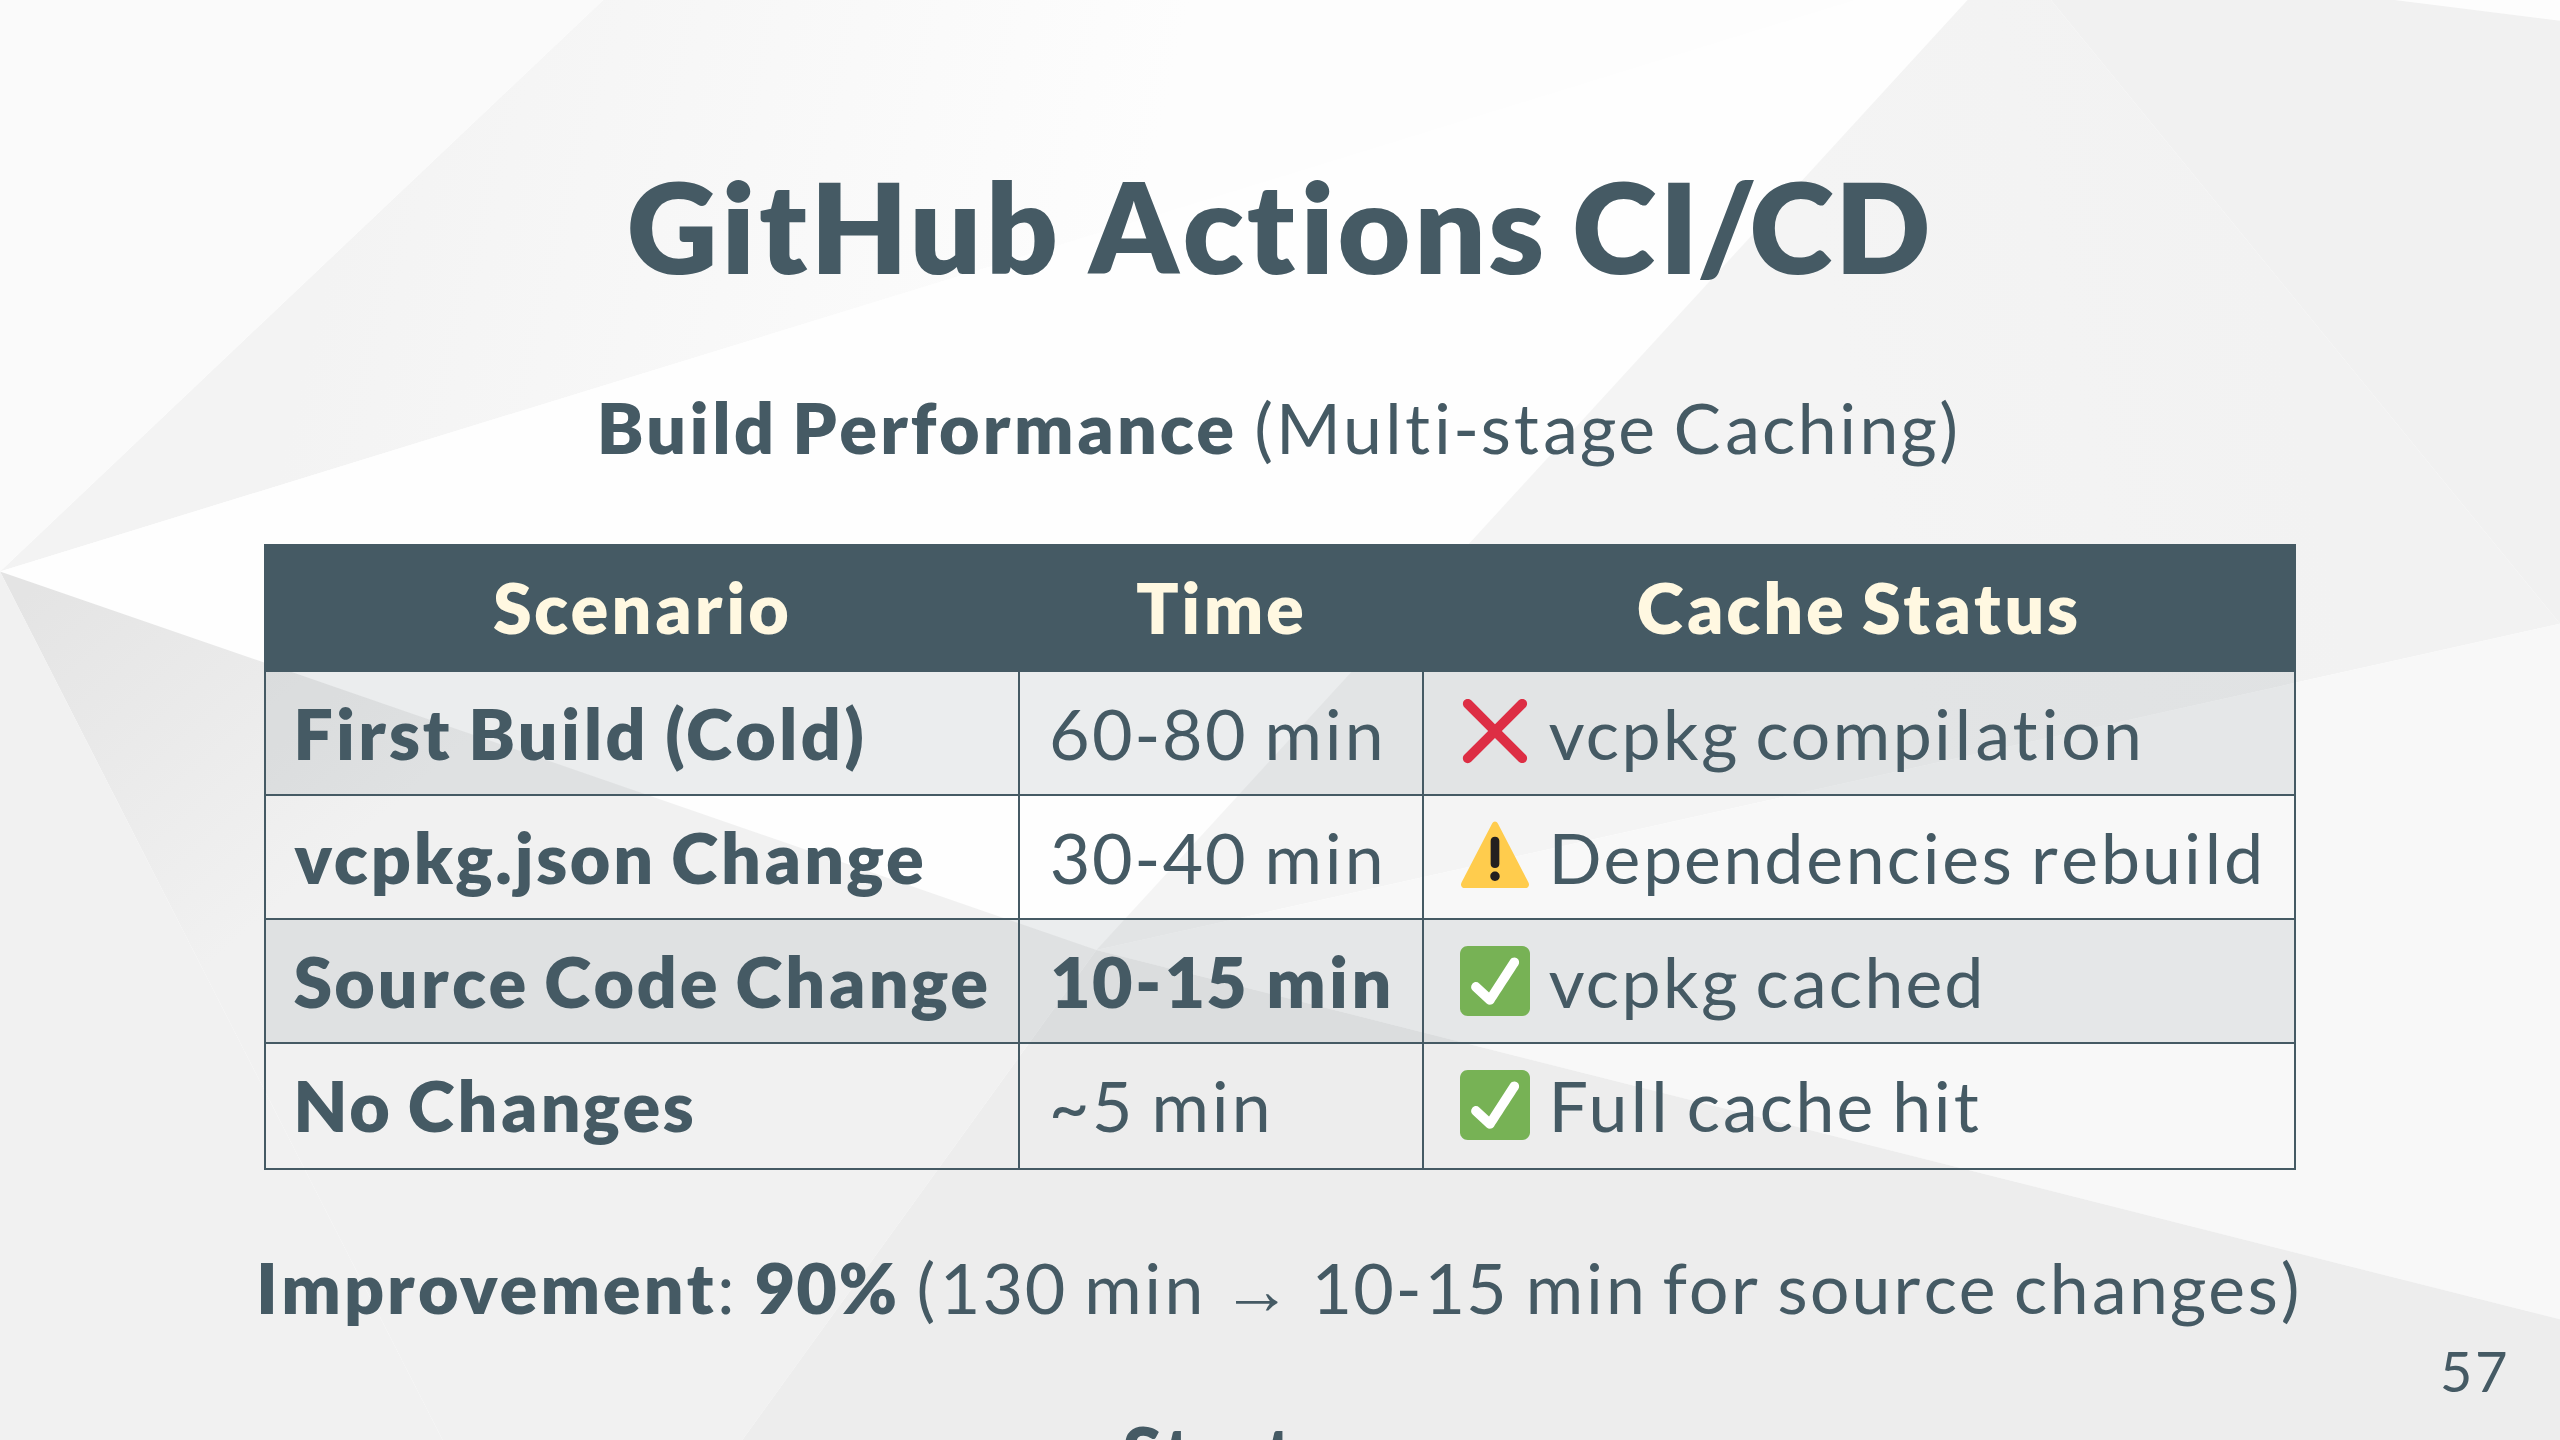 GitHub Actions CI/CD
Build Performance (Multi-stage Caching)
Scenario Time Cache Status
First Build (Cold) 60-80 min ❌ vcpkg compilation
vcpkg.json Change 30-40 min ⚠️ Dependencies rebuild
Source Code Change 10-15 min ✅ vcpkg cached
No Changes ~5 min ✅ Full cache hit
Improvement: 90% (130 min → 10-15 min for source changes)
57